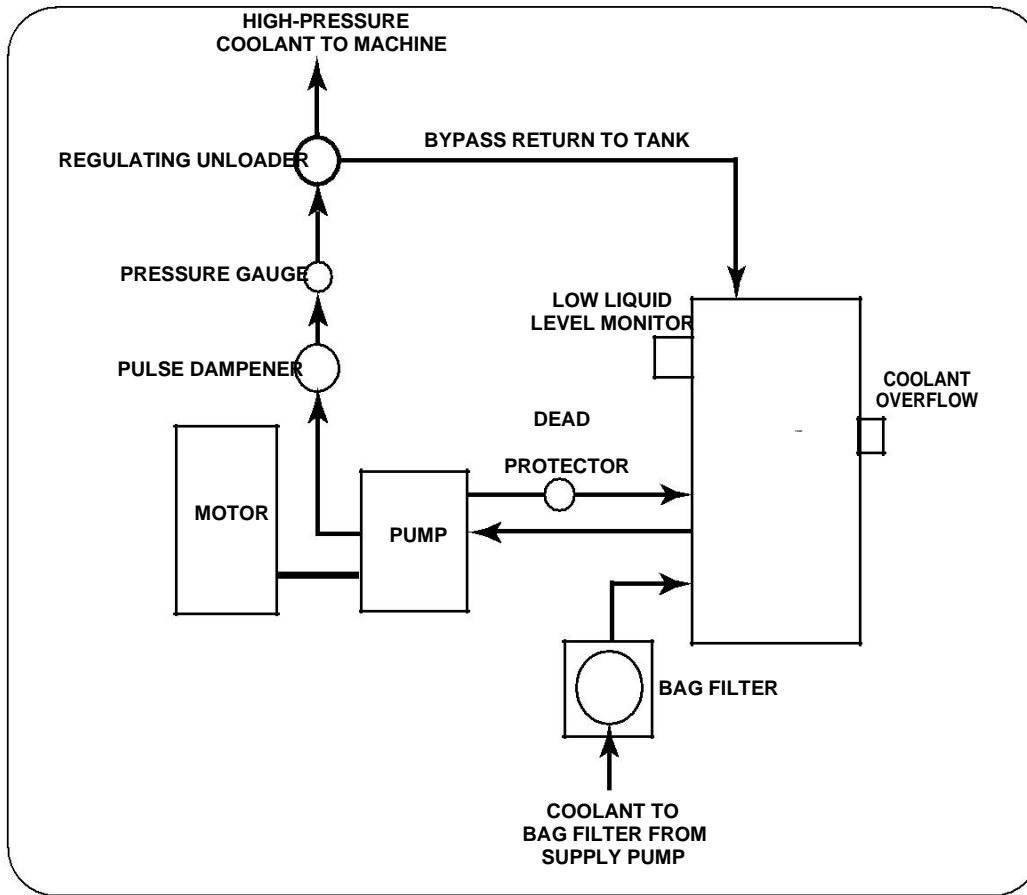 HIGH-PRESSURE
COOLANT TO MACHINE
REGULATING UNLOADER
BYPASS RETURN TO TANK
PRESSURE GAUGE
LOW LIQUID
LEVEL MONITOR
PULSE DAMPENER
COOLANT
OVERFLOW
DEAD
PROTECTOR
MOTOR
PUMP
BAG FILTER
COOLANT TO
BAG FILTER FROM
SUPPLY PUMP